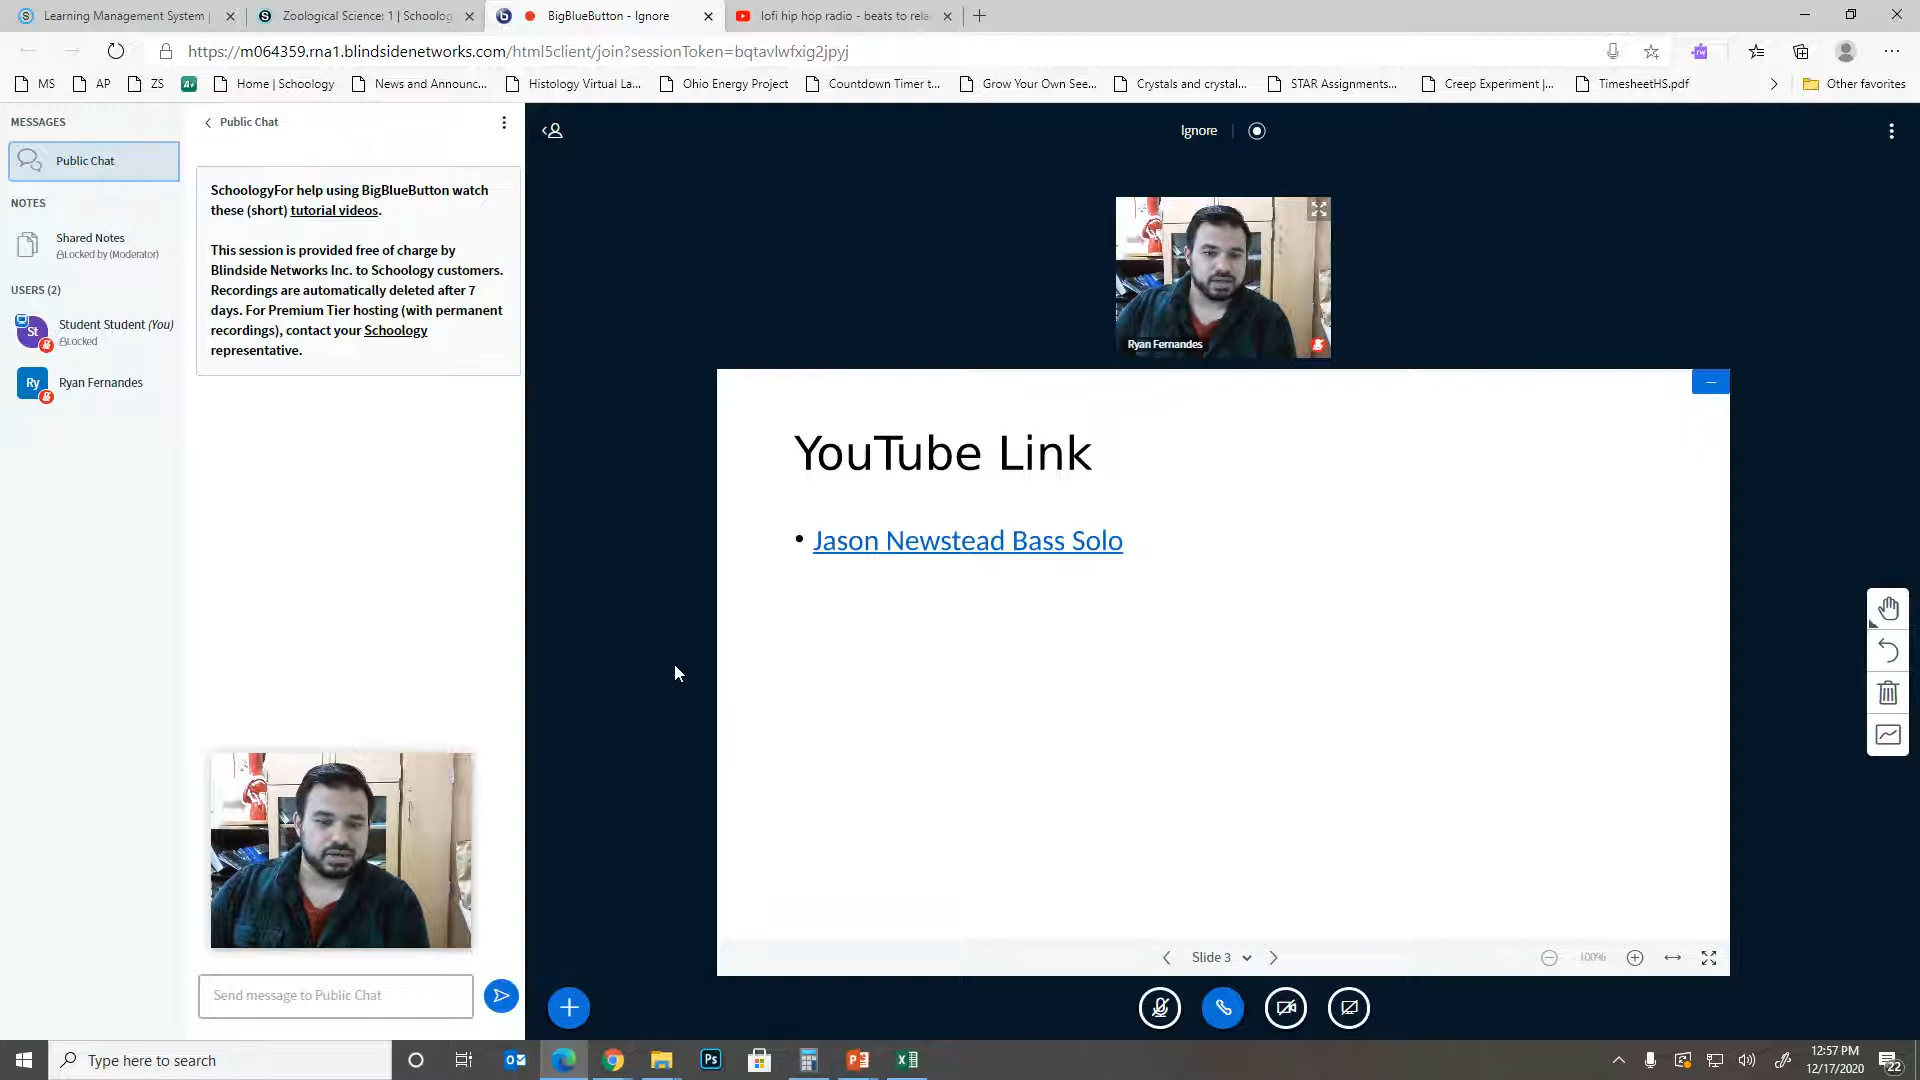 Learning Management System |
Zoological Science: 1 | Schoolog
BigBlueButton - Ignore
lofi hip hop radio - beats to rela
https://m064359.rna1.blindsidenetworks.com/html5client/join?sessionToken=bqtavlwfxig2jpyj
MS
AP
ZS
A+
Home | Schoology
News and Announc...
Histology Virtual La...
Ohio Energy Project
Countdown Timer t...
Grow Your Own See...
Crystals and crystal...
STAR Assignments...
Creep Experiment |...
TimesheetHS.pdf
Other favorites
MESSAGES
Public Chat
NOTES
Shared Notes
Locked by (Moderator)
USERS (2)
St
Student Student (You)
Locked
Ry
Ryan Fernandes
Public Chat
SchoologyFor help using BigBlueButton watch
these (short) tutorial videos.
This session is provided free of charge by
Blindside Networks Inc. to Schoology customers.
Recordings are automatically deleted after 7
days. For Premium Tier hosting (with permanent
recordings), contact your Schoology
representative.
Send message to Public Chat
Ignore
Ryan Fernandes
YouTube Link
• Jason Newstead Bass Solo
Slide 3
100%
Type here to search
Ps
12:57 PM
12/17/2020
22